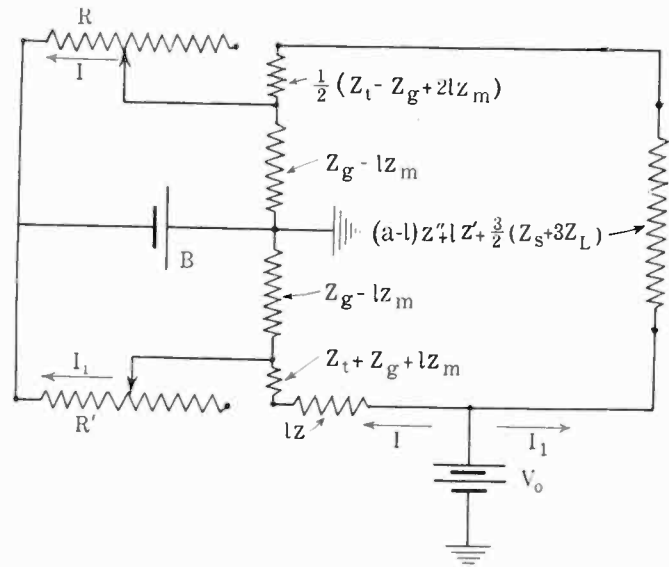 R
I
½ (Zt - Zg + 2lzm)
Zg - lzm
B
(a-l)z″+lz′+ 3/2 (Zs+3ZL)
Zg - lzm
I₁
R'
Zt + Zg + lzm
lz
I
I₁
Vo